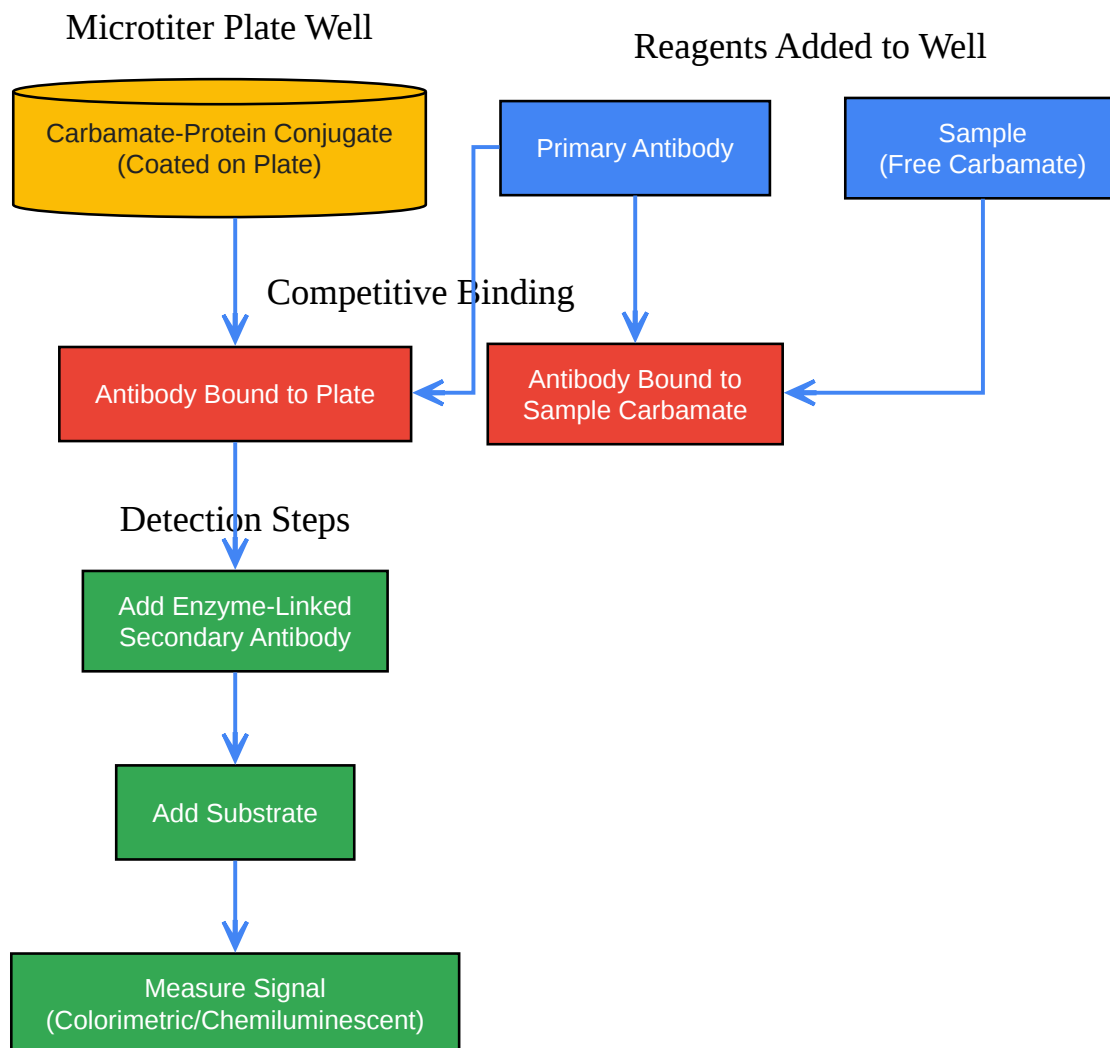 Microtiter Plate Well
Reagents Added to Well
Carbamate-Protein Conjugate
(Coated on Plate)
Primary Antibody
Sample
(Free Carbamate)
Competitive Binding
Antibody Bound to Plate
Antibody Bound to
Sample Carbamate
Detection Steps
Add Enzyme-Linked
Secondary Antibody
Add Substrate
Measure Signal
(Colorimetric/Chemiluminescent)